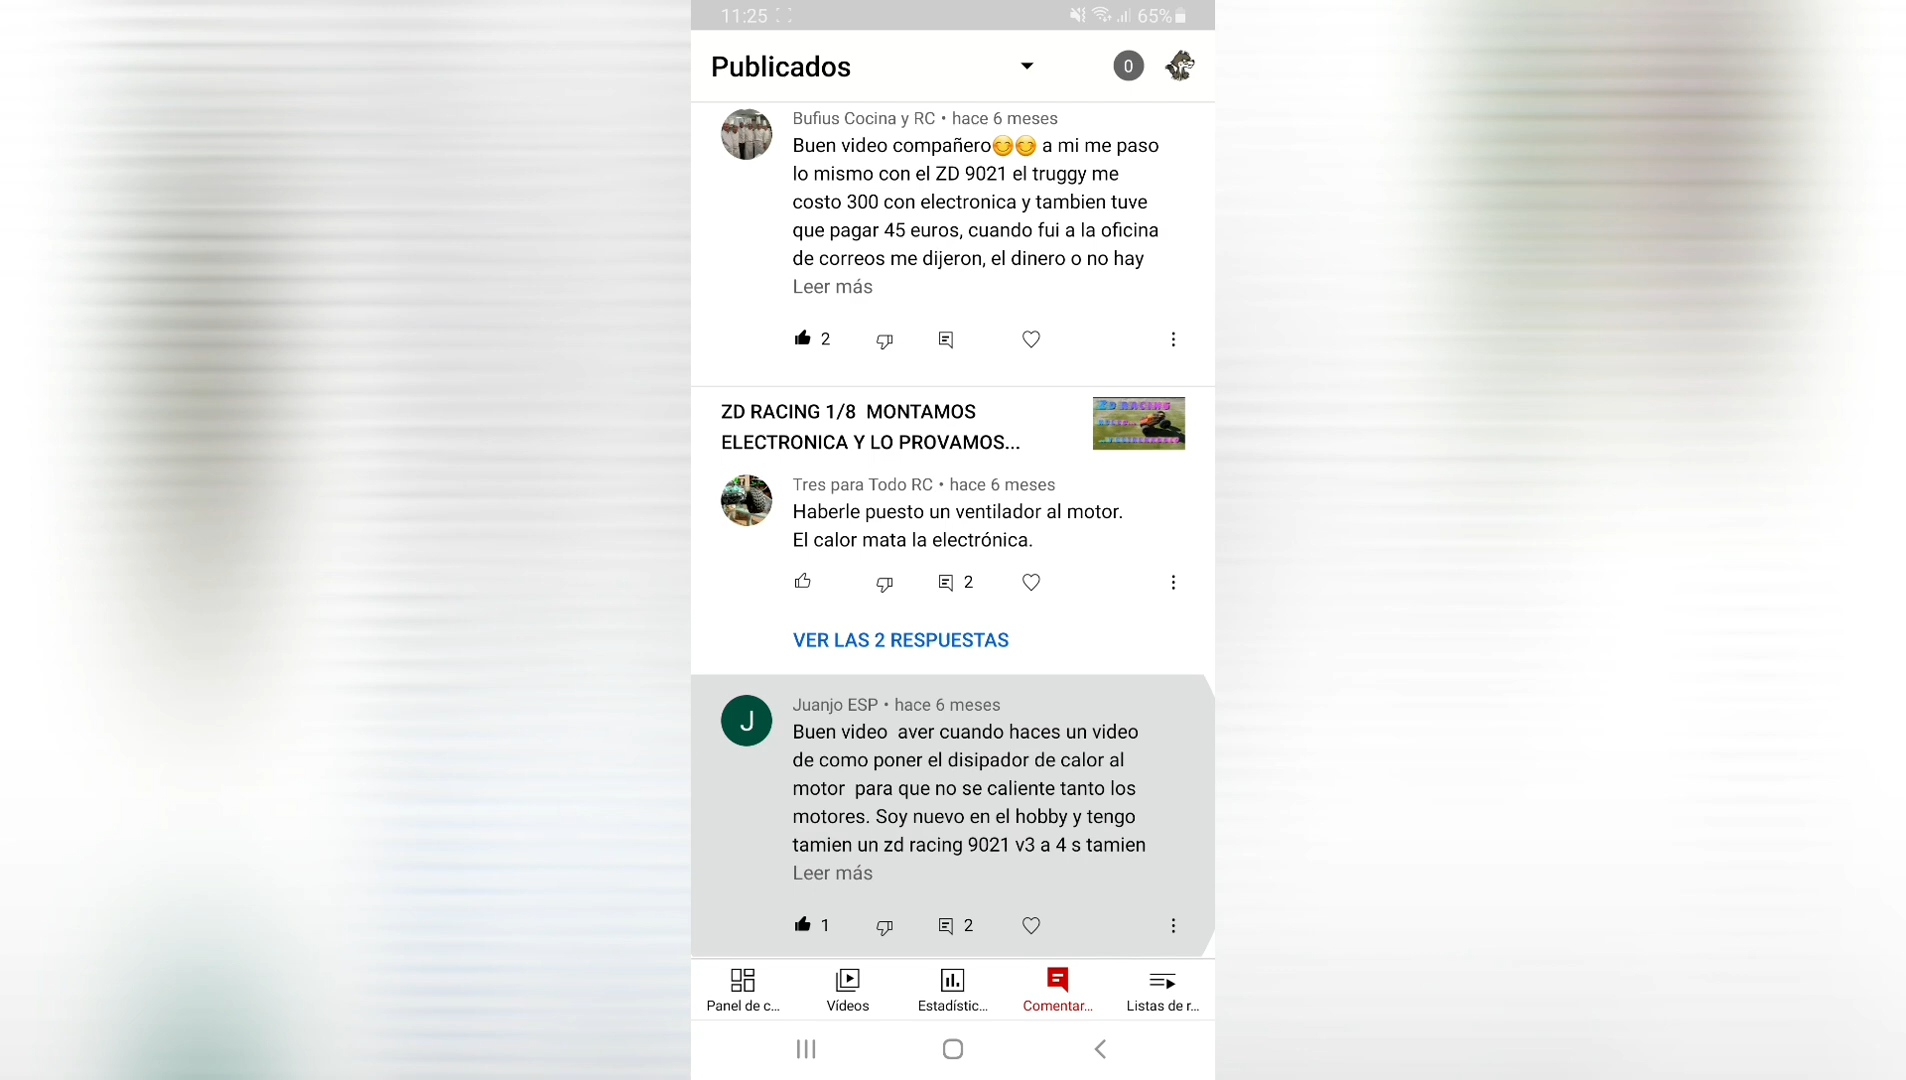 11:25
65%
Publicados
0
Bufius Cocina y RC • hace 6 meses
Buen video compañero😊😊 a mi me paso
lo mismo con el ZD 9021 el truggy me
costo 300 con electronica y tambien tuve
que pagar 45 euros, cuando fui a la oficina
de correos me dijeron, el dinero o no hay
Leer más
2
ZD RACING 1/8  MONTAMOS
ELECTRONICA Y LO PROVAMOS...
ZD RACING
Tres para Todo RC • hace 6 meses
Haberle puesto un ventilador al motor.
El calor mata la electrónica.
2
VER LAS 2 RESPUESTAS
J
Juanjo ESP • hace 6 meses
Buen video  aver cuando haces un video
de como poner el disipador de calor al
motor  para que no se caliente tanto los
motores. Soy nuevo en el hobby y tengo
tamien un zd racing 9021 v3 a 4 s tamien
Leer más
1 2
Panel de c... Vídeos Estadístic... Comentar... Listas de r...